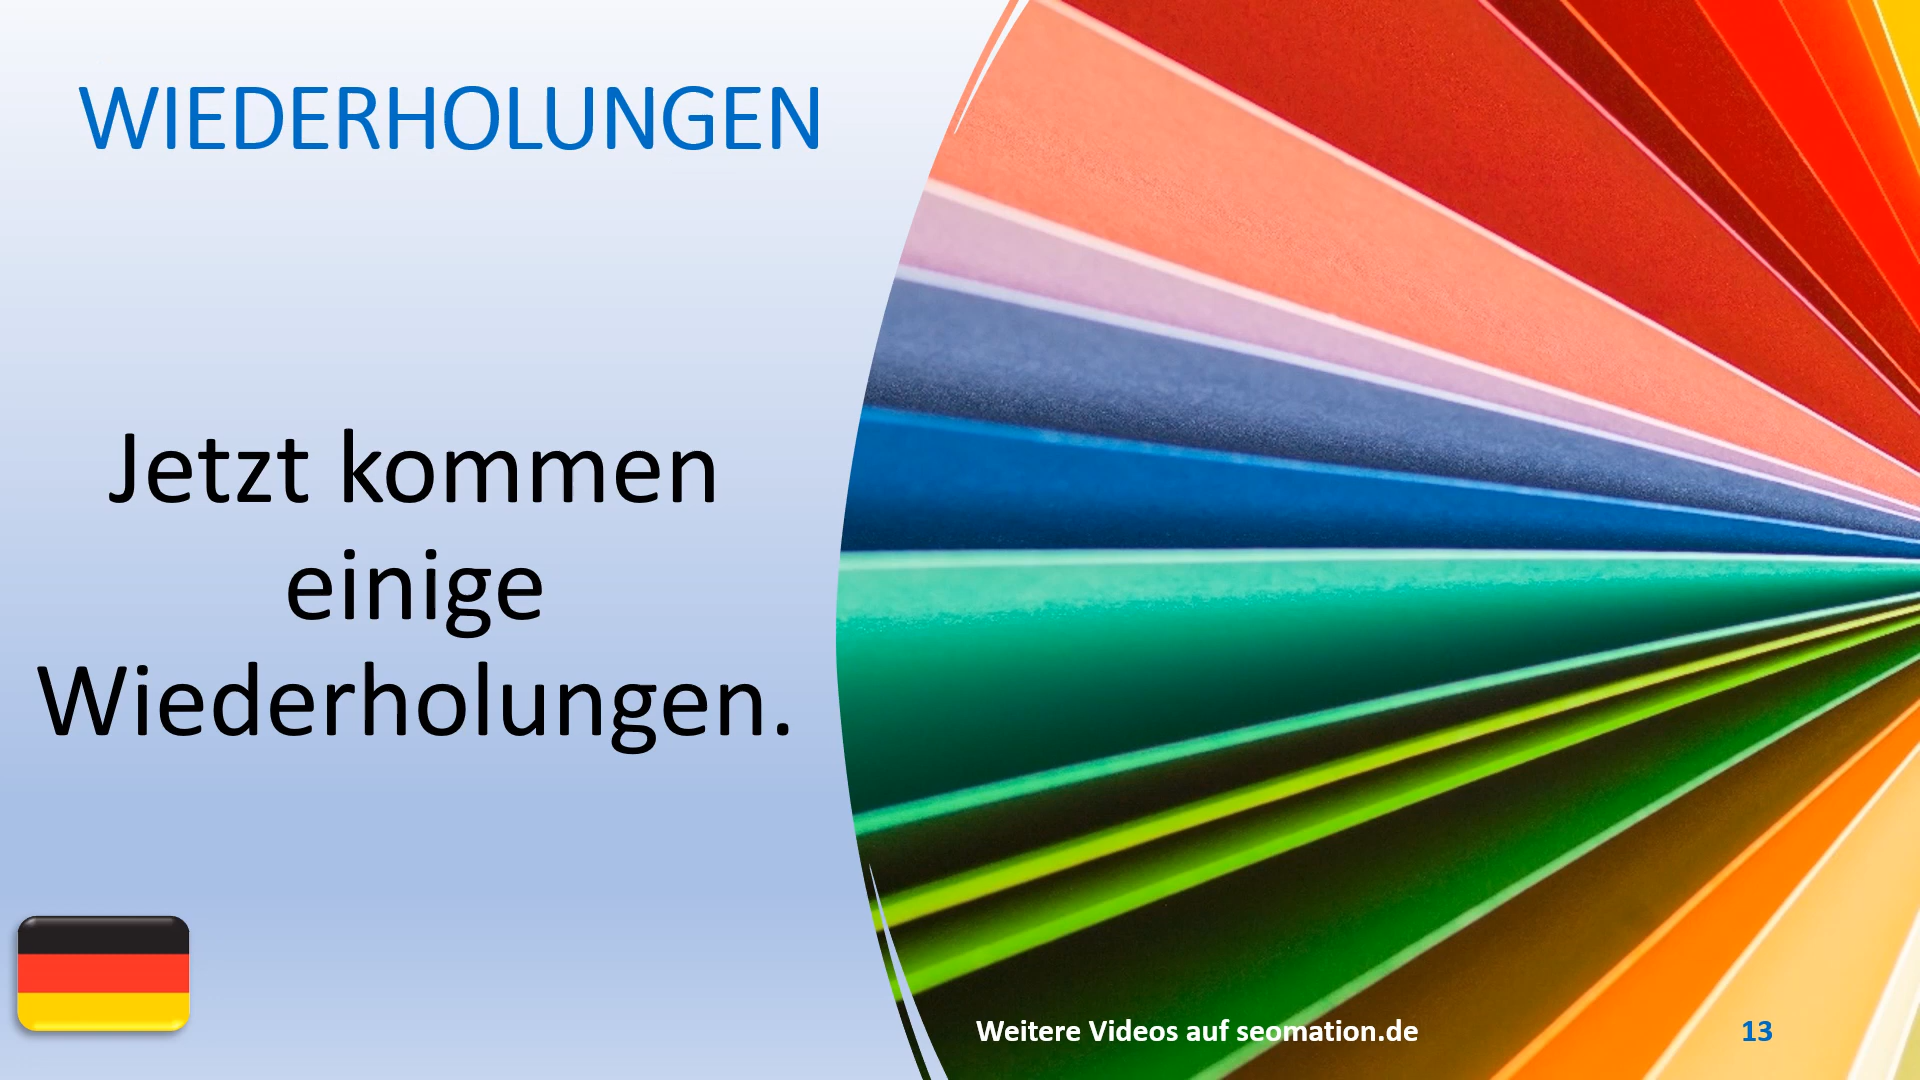 WIEDERHOLUNGEN
Jetzt kommen
einige
Wiederholungen.
Weitere Videos auf seomation.de
13